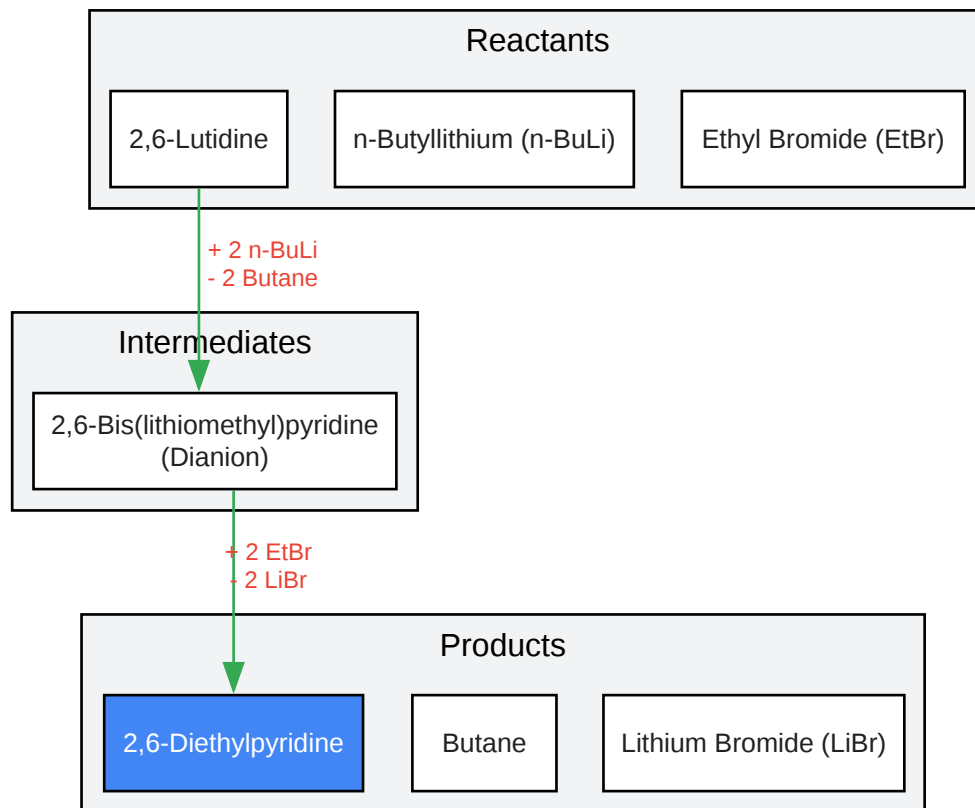 Reactants
2,6-Lutidine
n-Butyllithium (n-BuLi)
Ethyl Bromide (EtBr)
+ 2 n-BuLi
- 2 Butane
Intermediates
2,6-Bis(lithiomethyl)pyridine
(Dianion)
+ 2 EtBr
- 2 LiBr
Products
2,6-Diethylpyridine
Butane
Lithium Bromide (LiBr)